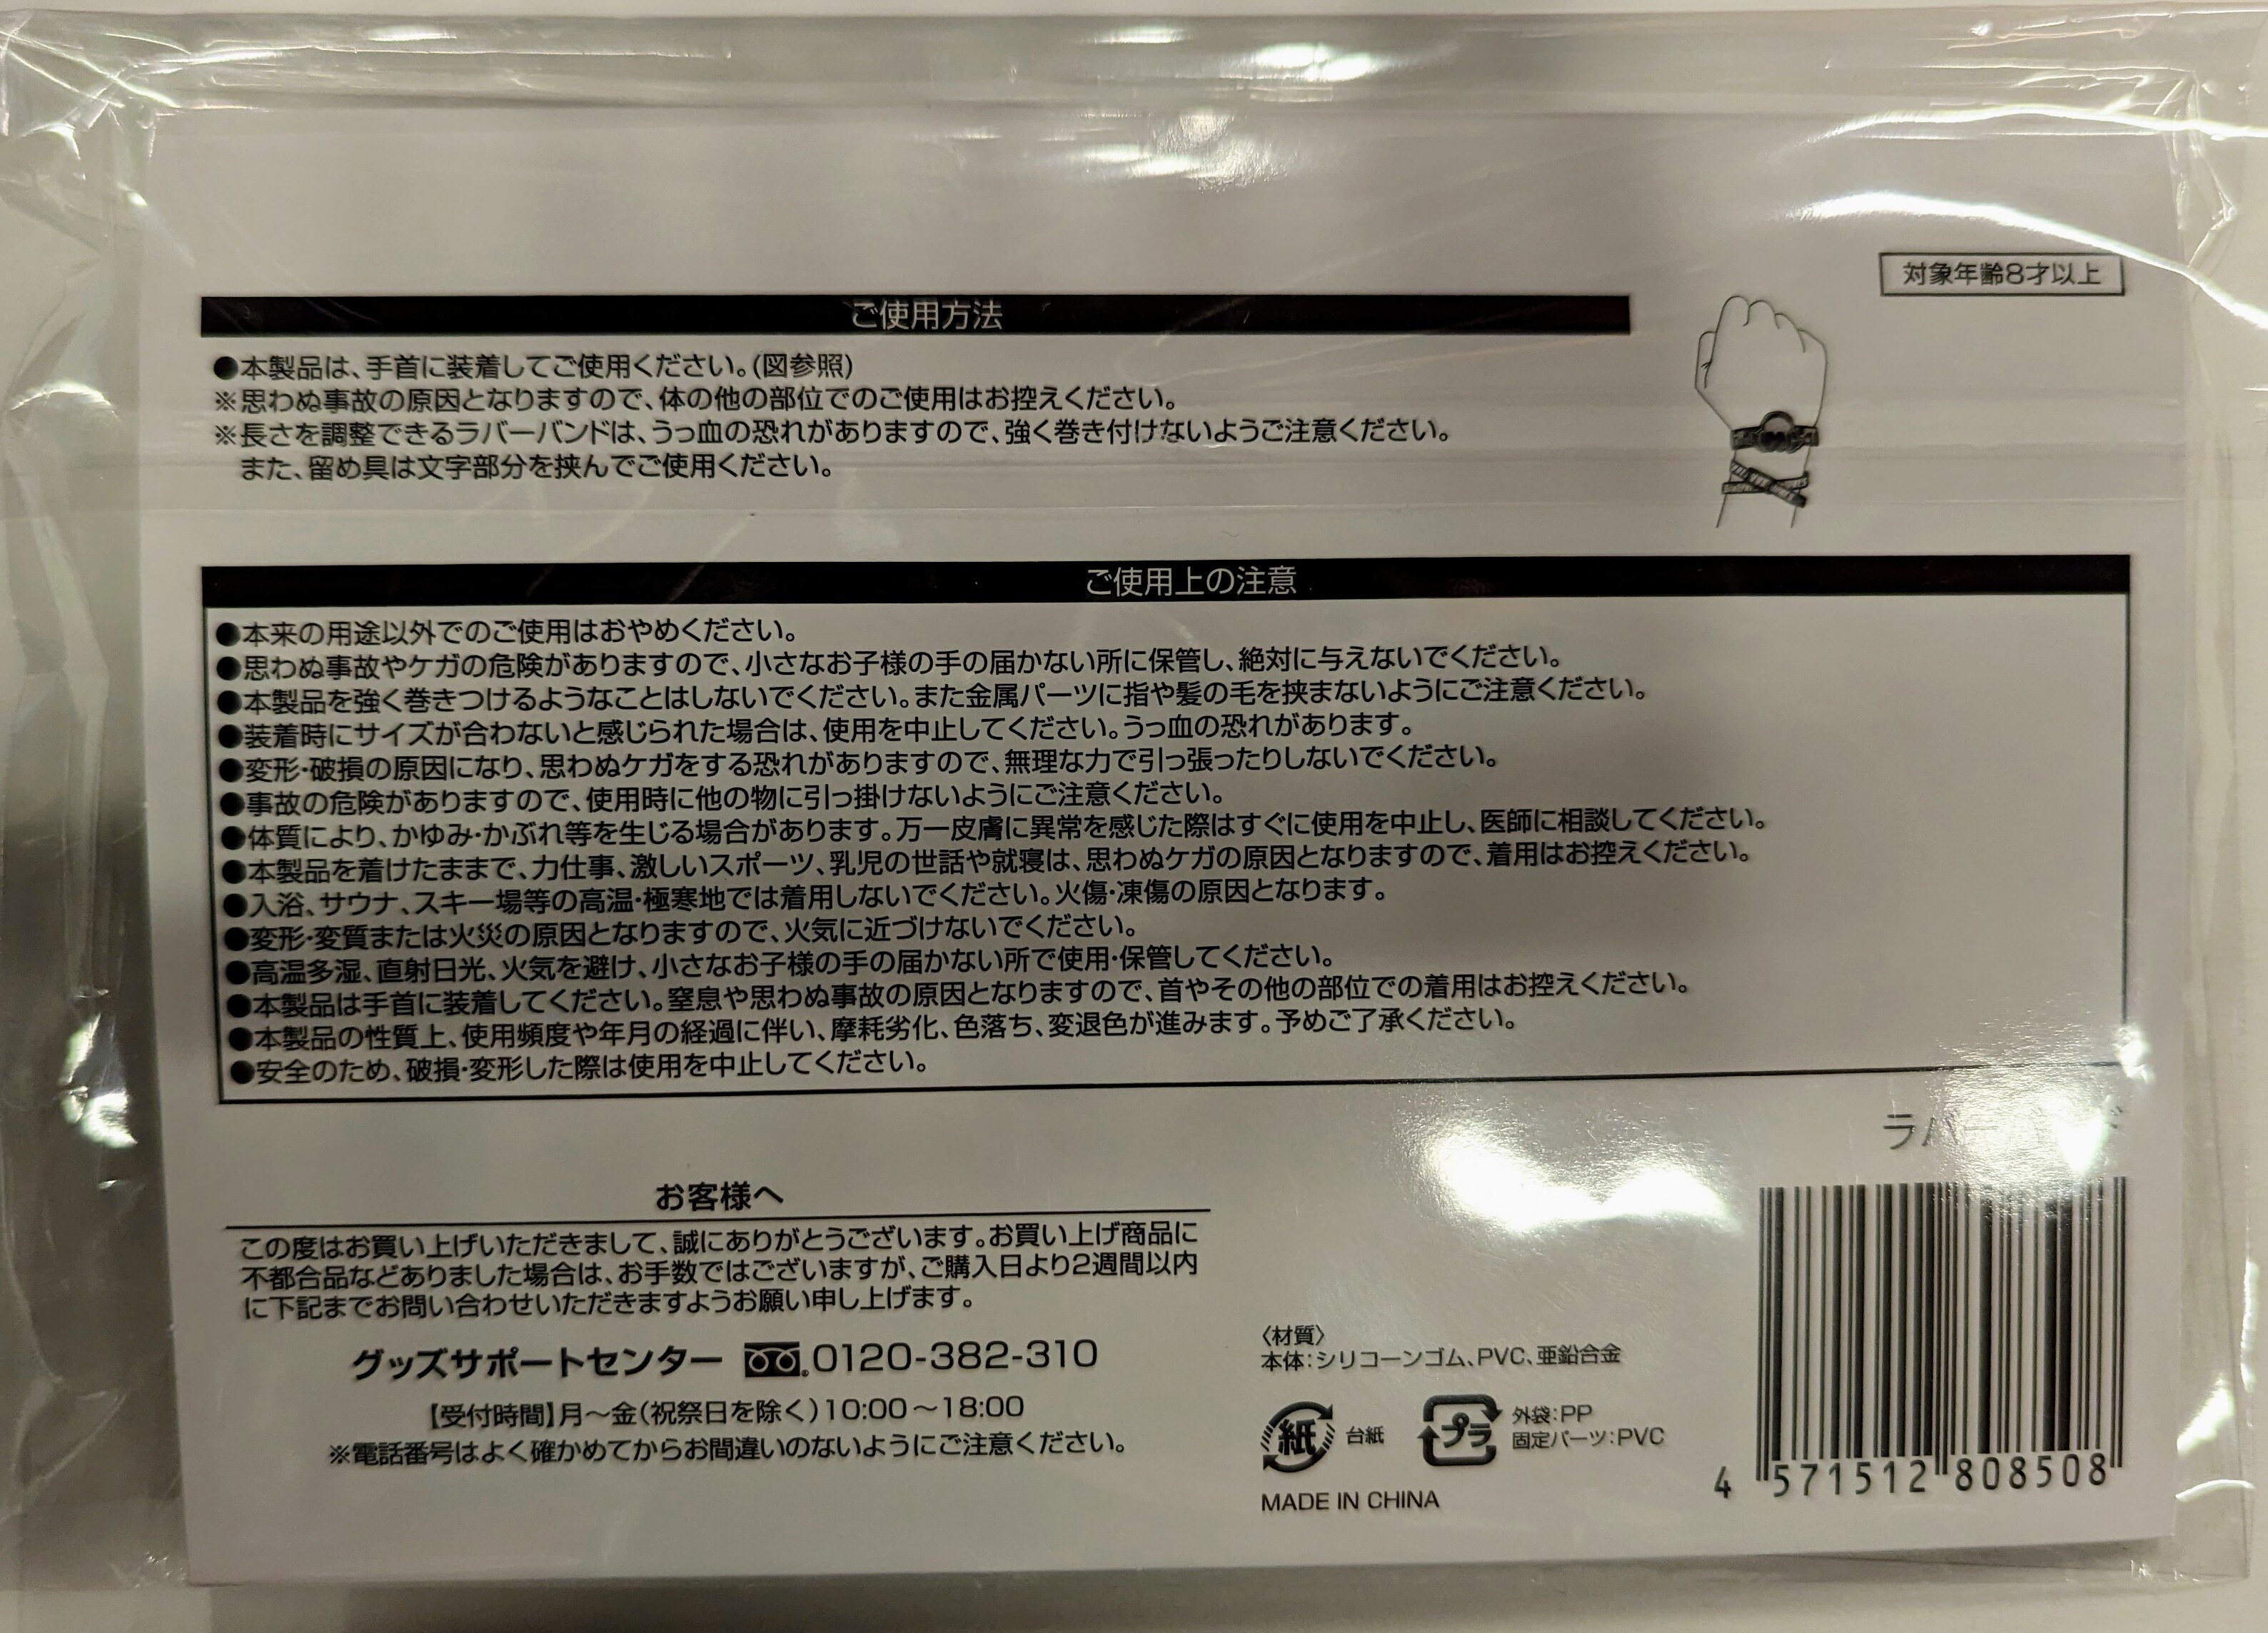 対象年齢8才以上
ご使用方法
●本製品は、手首に装着してご使用ください。(図参照)
※思わぬ事故の原因となりますので、体の他の部位でのご使用はお控えください。
※長さを調整できるラバーバンドは、うっ血の恐れがありますので、強く巻き付けないようご注意ください。
また、留め具は文字部分を挟んでご使用ください。
ご使用上の注意
●本来の用途以外でのご使用はおやめください。
●思わぬ事故やケガの危険がありますので、小さなお子様の手の届かない所に保管し、絶対に与えないでください。
●本製品を強く巻きつけるようなことはしないでください。また金属パーツに指や髪の毛を挟まないようにご注意ください。
●装着時にサイズが合わないと感じられた場合は、使用を中止してください。うっ血の恐れがあります。
●変形・破損の原因になり、思わぬケガをする恐れがありますので、無理な力で引っ張ったりしないでください。
●事故の危険がありますので、使用時に他の物に引っ掛けないようにご注意ください。
●体質により、かゆみ・かぶれ等を生じる場合があります。万一皮膚に異常を感じた際はすぐに使用を中止し、医師に相談してください。
●本製品を着けたままで、力仕事、激しいスポーツ、乳児の世話や就寝は、思わぬケガの原因となりますので、着用はお控えください。
●入浴、サウナ、スキー場等の高温・極寒地では着用しないでください。火傷・凍傷の原因となります。
●変形・変質または火災の原因となりますので、火気に近づけないでください。
●高温多湿、直射日光、火気を避け、小さなお子様の手の届かない所で使用・保管してください。
●本製品は手首に装着してください。窒息や思わぬ事故の原因となりますので、首やその他の部位での着用はお控えください。
●本製品の性質上、使用頻度や年月の経過に伴い、摩耗劣化、色落ち、変退色が進みます。予めご了承ください。
●安全のため、破損・変形した際は使用を中止してください。
お客様へ
この度はお買い上げいただきまして、誠にありがとうございます。お買い上げ商品に
不都合品などありました場合は、お手数ではございますが、ご購入日より2週間以内
に下記までお問い合わせいただきますようお願い申し上げます。
グッズサポートセンター 0120-382-310
【受付時間】月〜金(祝祭日を除く)10:00〜18:00
※電話番号はよく確かめてからお間違いのないようにご注意ください。
〈材質〉
本体:シリコーンゴム、PVC、亜鉛合金
紙 台紙
プラ 外袋:PP
固定パーツ:PVC
MADE IN CHINA
4 571512 808508